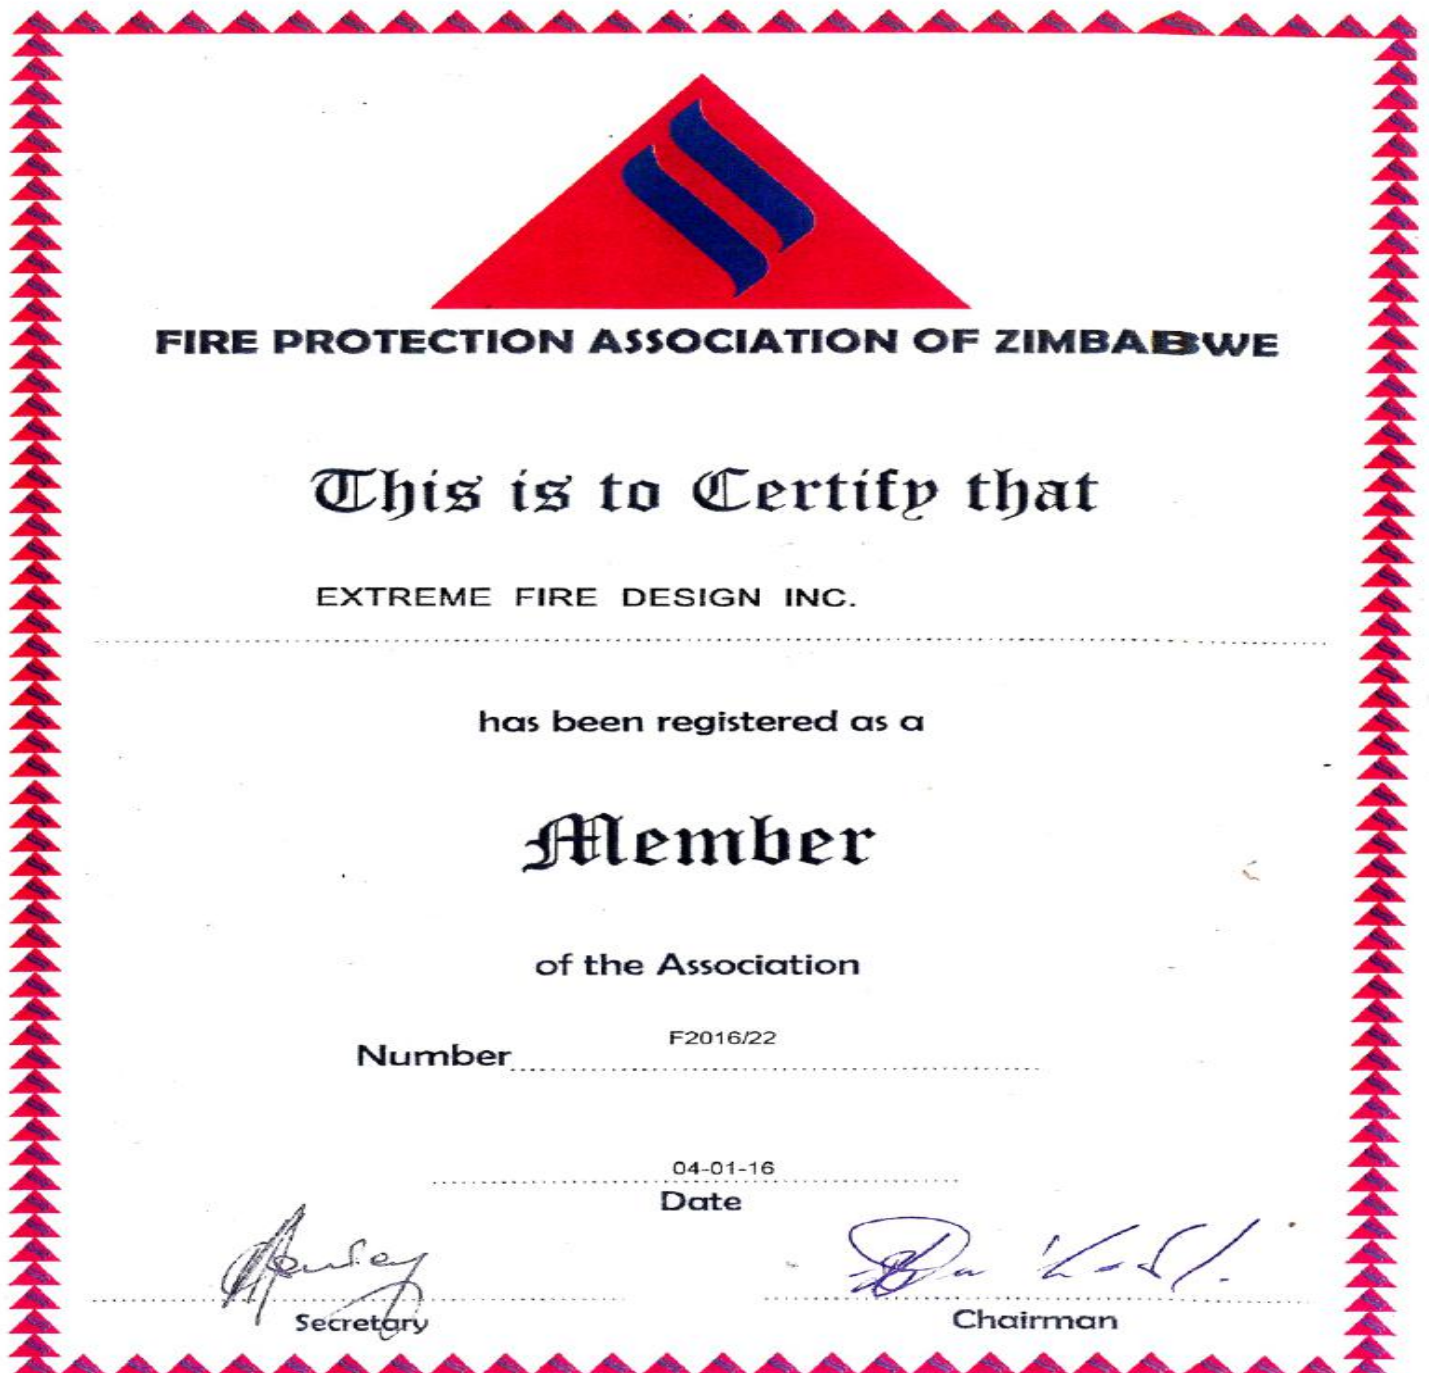 FIRE PROTECTION ASSOCIATION OF ZIMBABWE
This is to Certify that
EXTREME FIRE DESIGN INC.
has been registered as a
Member
of the Association
Number F2016/22
04-01-16
Date
Secretary
Chairman